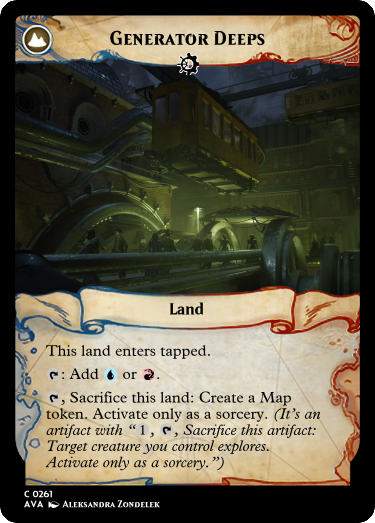 Generator Deeps
Land
This land enters tapped.
: Add or .
, Sacrifice this land: Create a Map
token. Activate only as a sorcery. (It's an
artifact with “1, , Sacrifice this artifact:
Target creature you control explores.
Activate only as a sorcery.”)
C 0261
AVA Aleksandra Zondelek